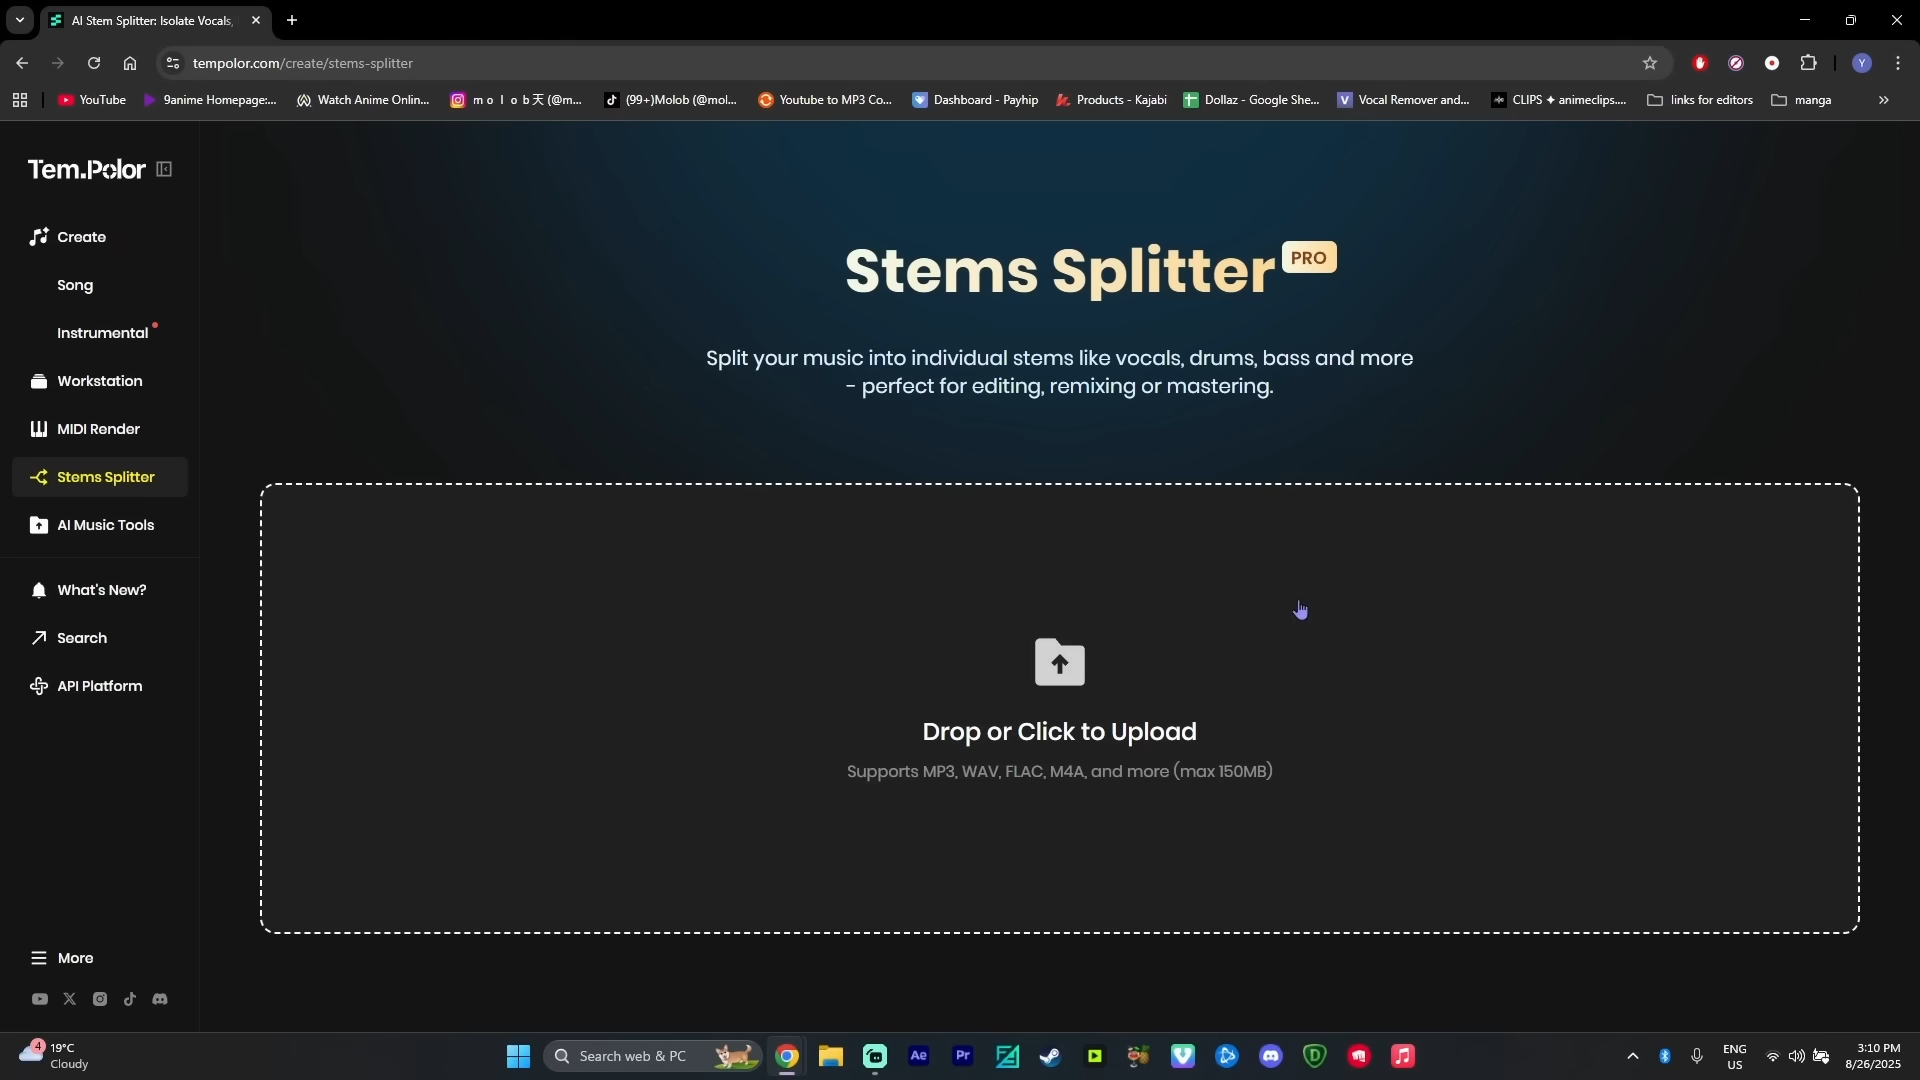 AI Stem Splitter: Isolate Vocals,
tempolor.com/create/stems-splitter
Y
YouTube
9anime Homepage:...
Watch Anime Onlin...
m o l o b 天 (@m...
(99+)Molob (@mol...
Youtube to MP3 Co...
Dashboard - Payhip
Products - Kajabi
Dollaz - Google She...
V
Vocal Remover and...
CLIPS ✦ animeclips....
links for editors
manga
»
Tem.Polor
Create
Song
Instrumental
Workstation
MIDI Render
Stems Splitter
AI Music Tools
What's New?
Search
API Platform
More
Stems Splitter PRO
Split your music into individual stems like vocals, drums, bass and more
- perfect for editing, remixing or mastering.
Drop or Click to Upload
Supports MP3, WAV, FLAC, M4A, and more (max 150MB)
4
19°C
Cloudy
Search web & PC
Ae
Pr
ENG
US
3:10 PM
8/26/2025